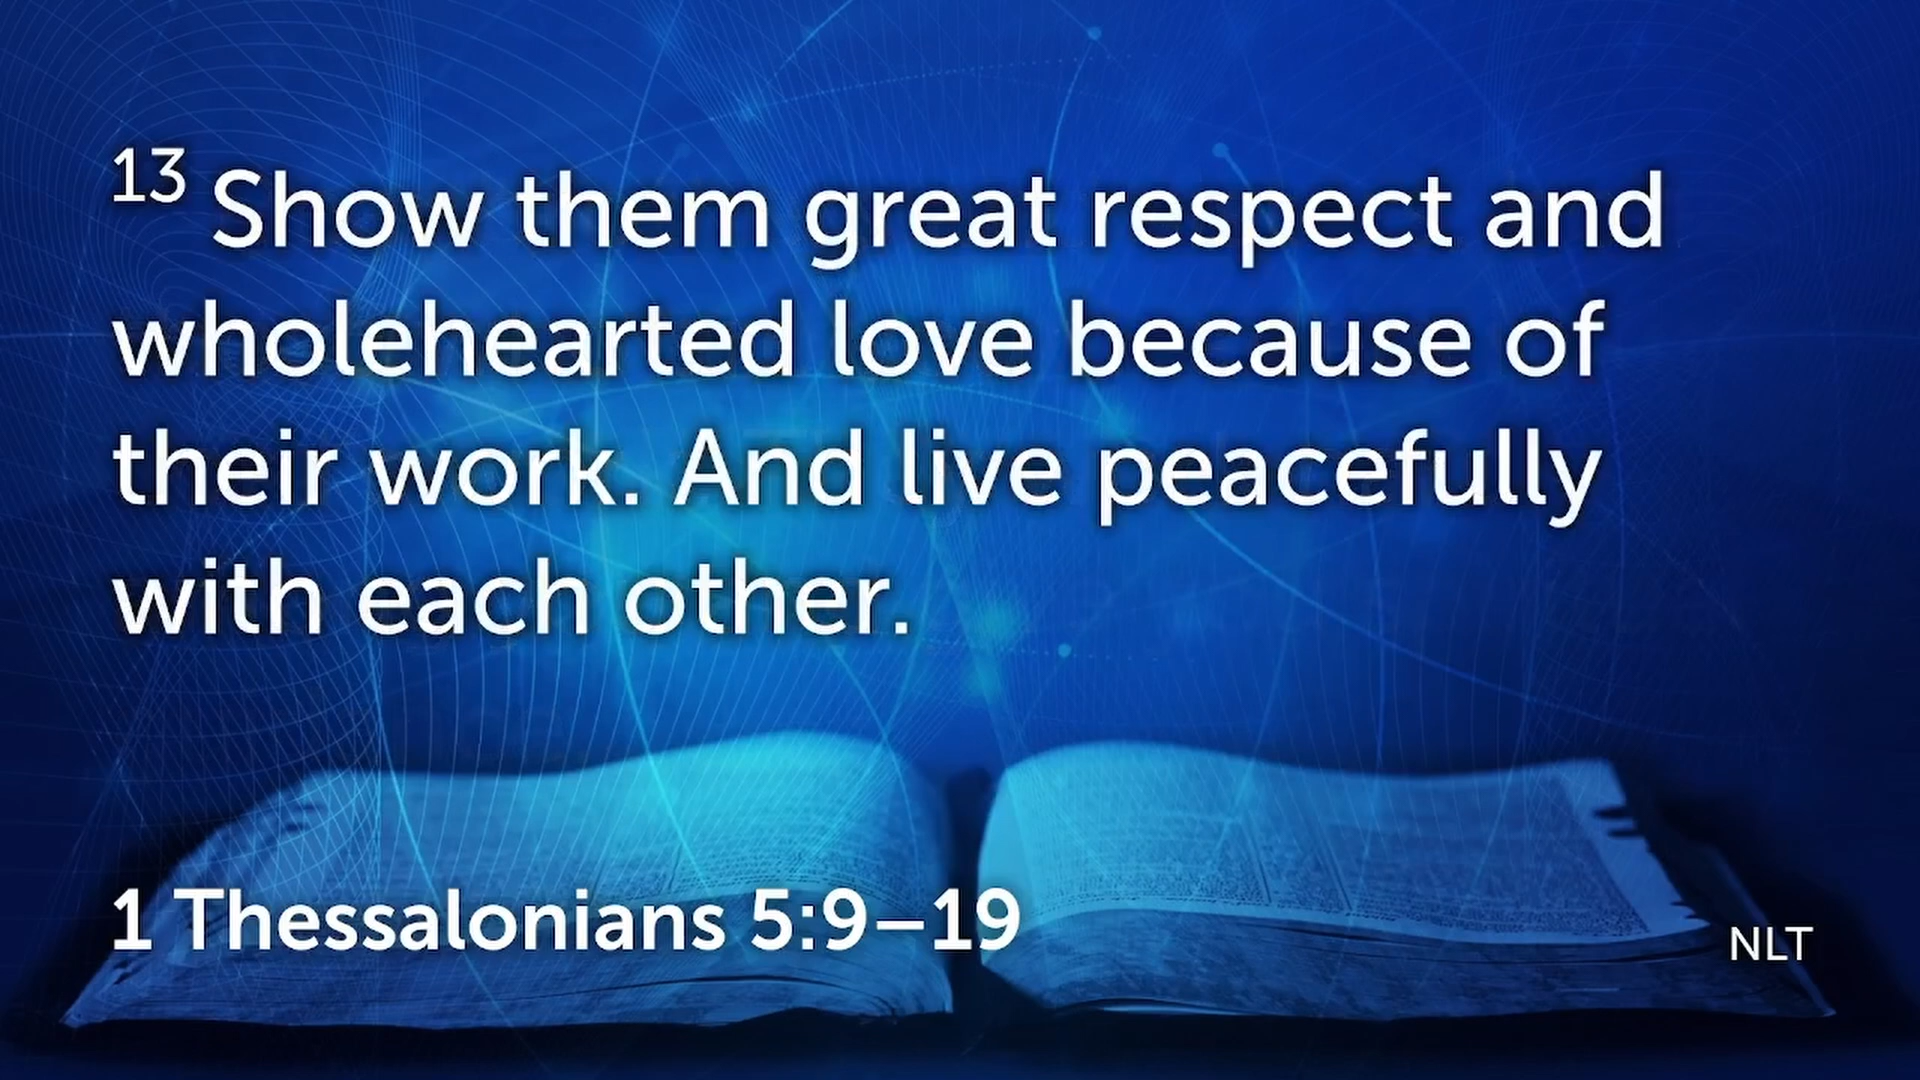 13 Show them great respect and
wholehearted love because of
their work. And live peacefully
with each other.
1 Thessalonians 5:9–19
NLT